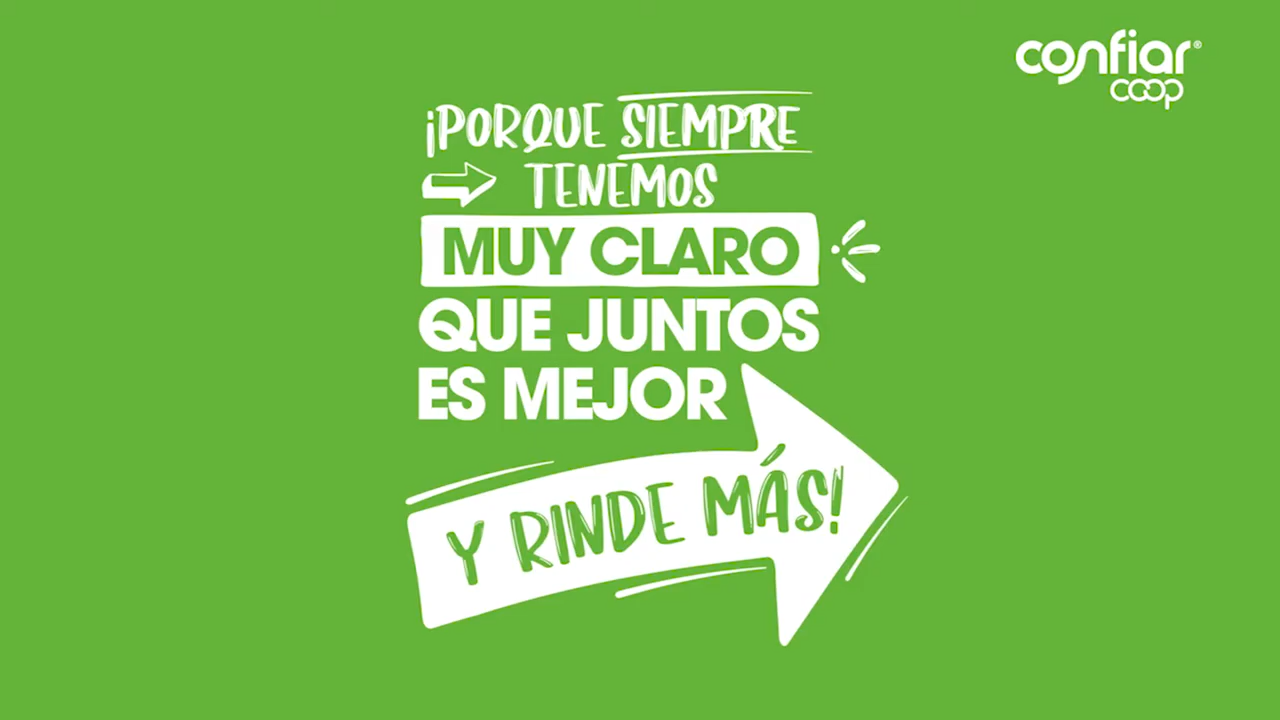 confiar®
coop
¡PORQUE SIEMPRE
TENEMOS
MUY CLARO
QUE JUNTOS
ES MEJOR
Y RINDE MÁS!